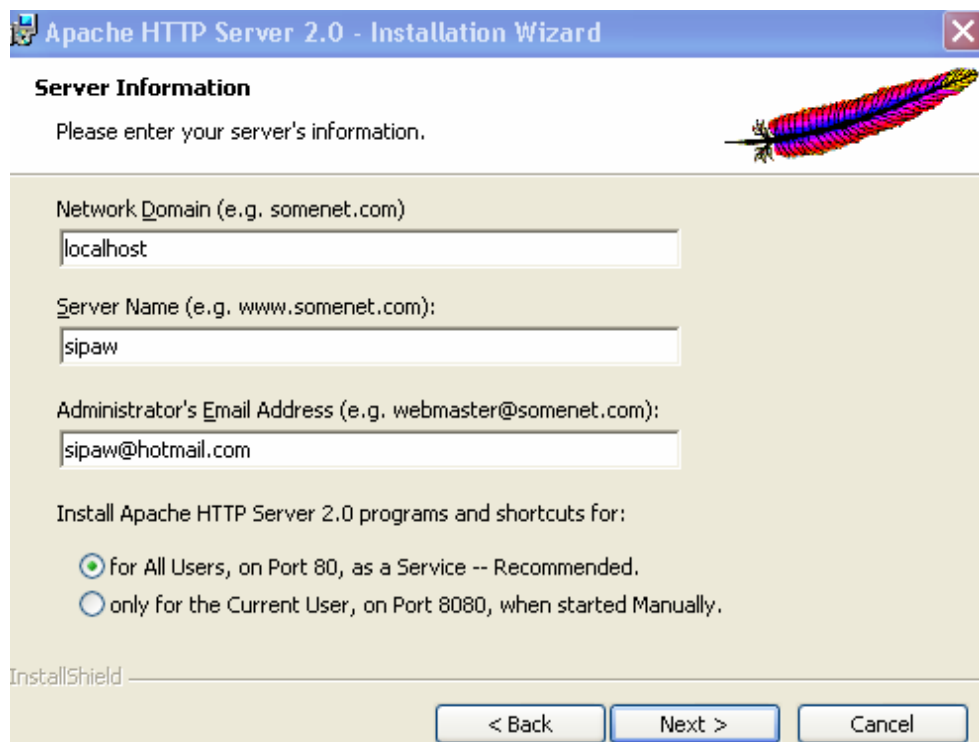 Apache HTTP Server 2.0 - Installation Wizard
Server Information
Please enter your server's information.
Network Domain (e.g. somenet.com)
localhost
Server Name (e.g. www.somenet.com):
sipaw
Administrator's Email Address (e.g. webmaster@somenet.com):
sipaw@hotmail.com
Install Apache HTTP Server 2.0 programs and shortcuts for:
for All Users, on Port 80, as a Service -- Recommended.
only for the Current User, on Port 8080, when started Manually.
InstallShield
< Back Next > Cancel